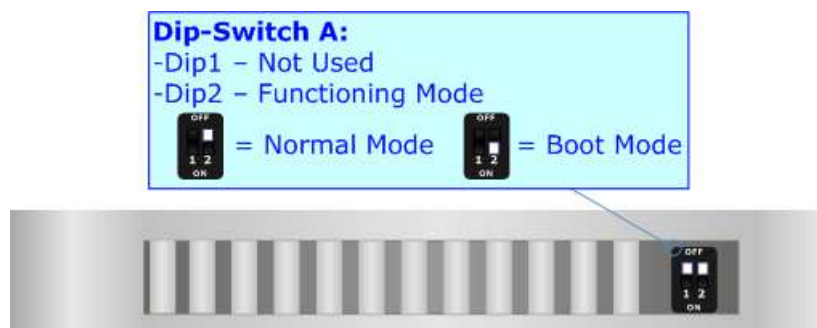 Dip-Switch A:
-Dip1 – Not Used
-Dip2 – Functioning Mode
OFF
1 2
ON
= Normal Mode
OFF
1 2
ON
= Boot Mode
OFF
1 2
ON